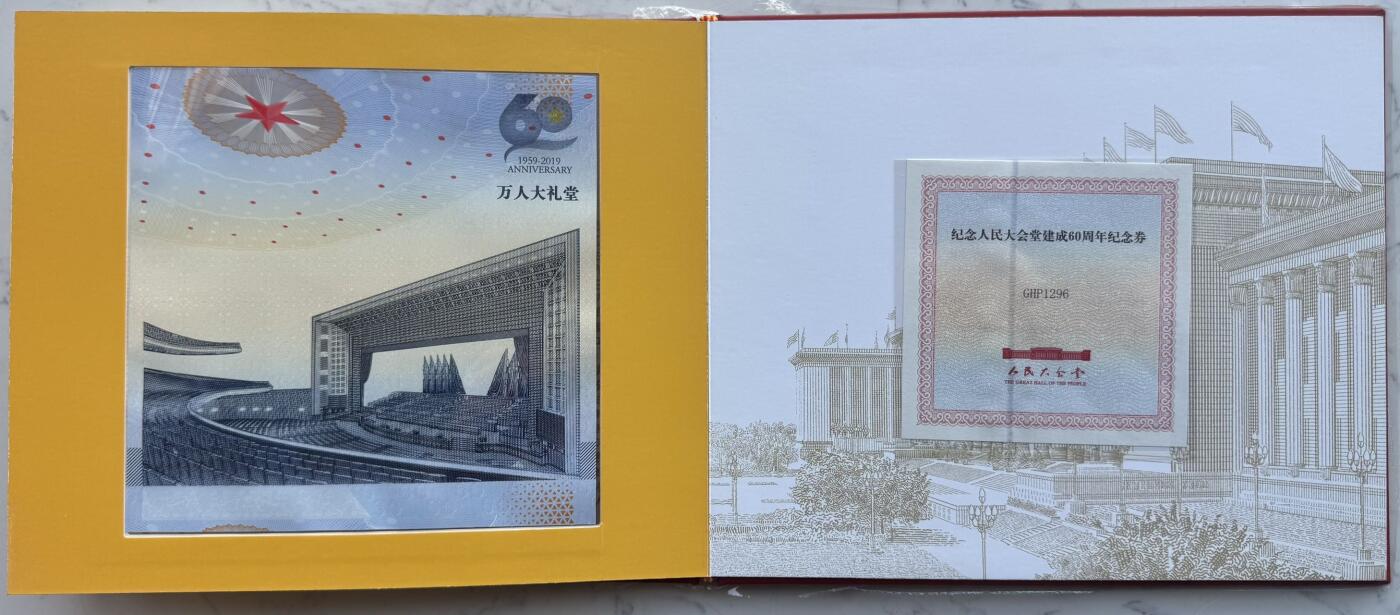 60
1959-2019
ANNIVERSARY
万人大礼堂
纪念人民大会堂建成60周年纪念券
GHP1296
人民大会堂
THE GREAT HALL OF THE PEOPLE